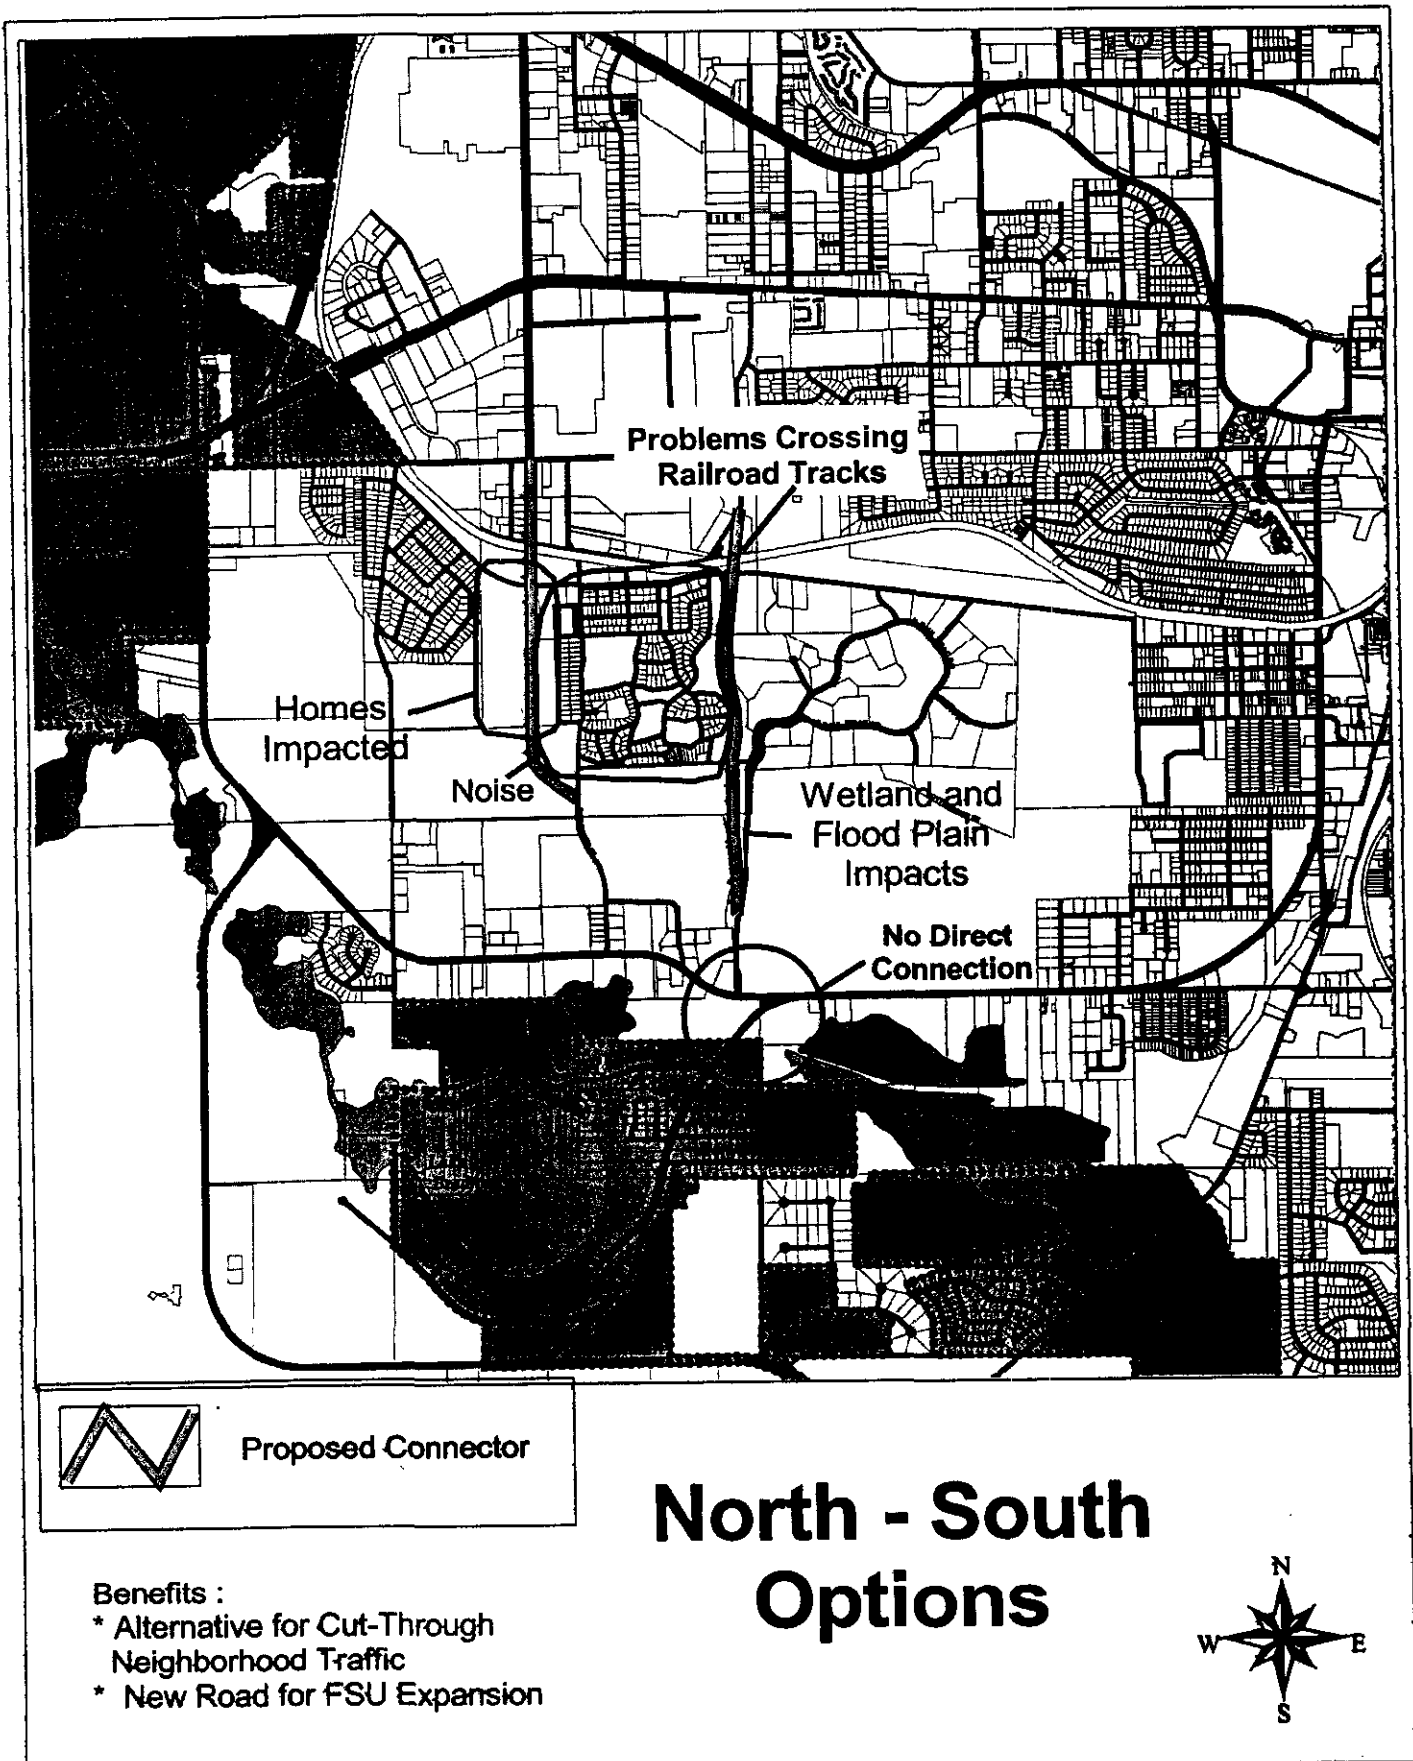 Problems Crossing
Railroad Tracks
Homes
Impacted
Noise
Wetland and
Flood Plain
Impacts
No Direct
Connection
Proposed Connector
North - South
Options
Benefits :
* Alternative for Cut-Through
Neighborhood Traffic
* New Road for FSU Expansion
N
W
E
S